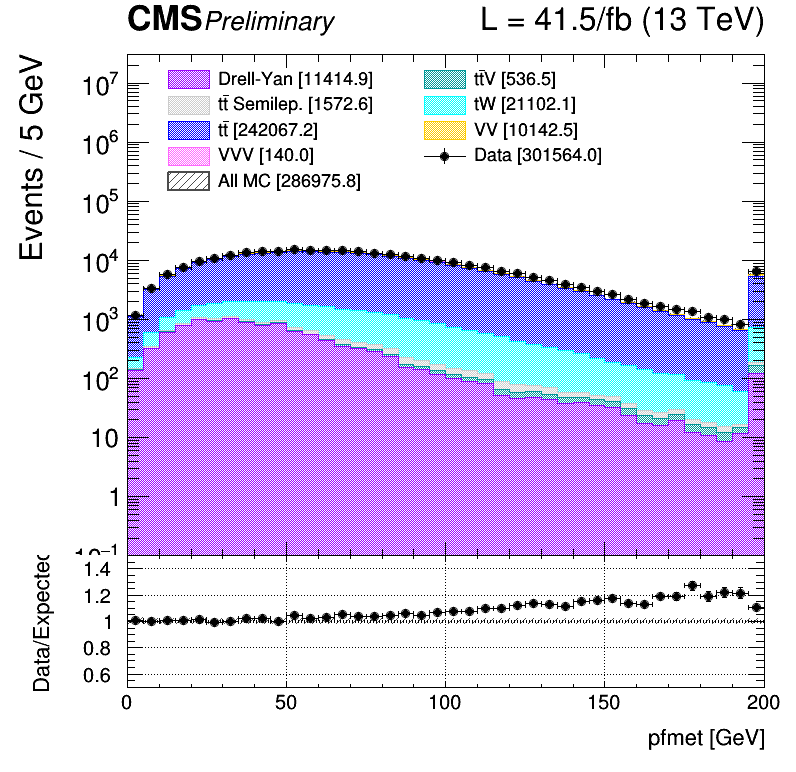 CMS Preliminary L = 41.5/fb (13 TeV)
Events / 5 GeV
Drell-Yan [11414.9]
tt̄ Semilep. [1572.6]
tt̄ [242067.2]
VVV [140.0]
All MC [286975.8]
tt̄V [536.5]
tW [21102.1]
VV [10142.5]
Data [301564.0]
10⁷
10⁶
10⁵
10⁴
10³
10²
10
1
10⁻¹
Data/Expected
1.4
1.2
1
0.8
0.6
0 50 100 150 200
pfmet [GeV]